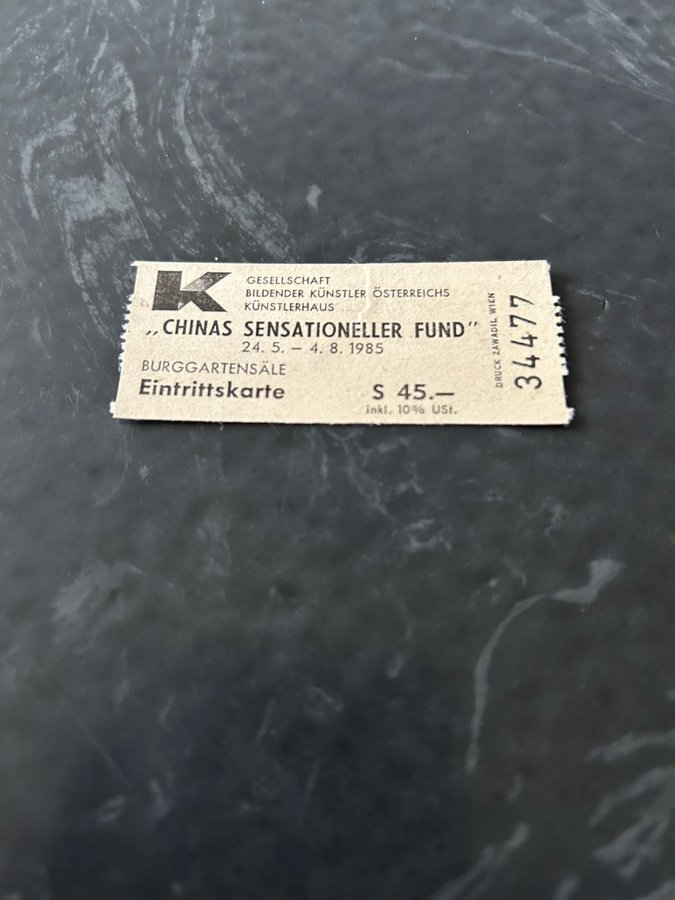 K
GESELLSCHAFT
BILDENDER KÜNSTLER ÖSTERREICHS
KÜNSTLERHAUS
„CHINAS SENSATIONELLER FUND"
24. 5. — 4. 8. 1985
BURGGARTENSÄLE
Eintrittskarte
S 45.—
inkl. 10% USt.
DRUCK ZAWADIL WIEN
34477